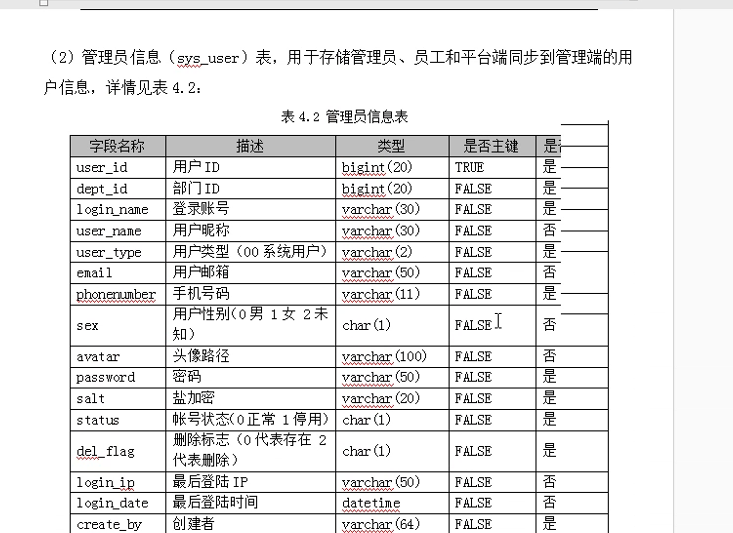 （2）管理员信息（sys_user）表，用于存储管理员、员工和平台端同步到管理端的用
户信息，详情见表 4.2：
表 4.2 管理员信息表
字段名称 描述 类型 是否主键 是
user_id 用户 ID bigint(20) TRUE 是
dept_id 部门 ID bigint(20) FALSE 是
login_name 登录账号 varchar(30) FALSE 是
user_name 用户昵称 varchar(30) FALSE 否
user_type 用户类型（00 系统用户） varchar(2) FALSE 是
email 用户邮箱 varchar(50) FALSE 否
phonenumber 手机号码 varchar(11) FALSE 是
sex 用户性别(0 男 1 女 2 未
知） char(1) FALSE 否
avatar 头像路径 varchar(100) FALSE 否
password 密码 varchar(50) FALSE 是
salt 盐加密 varchar(20) FALSE 是
status 帐号状态(0 正常 1 停用） char(1) FALSE 是
del_flag 删除标志（0 代表存在 2
代表删除） char(1) FALSE 是
login_ip 最后登陆 IP varchar(50) FALSE 否
login_date 最后登陆时间 datetime FALSE 否
create_by 创建者 varchar(64) FALSE 是